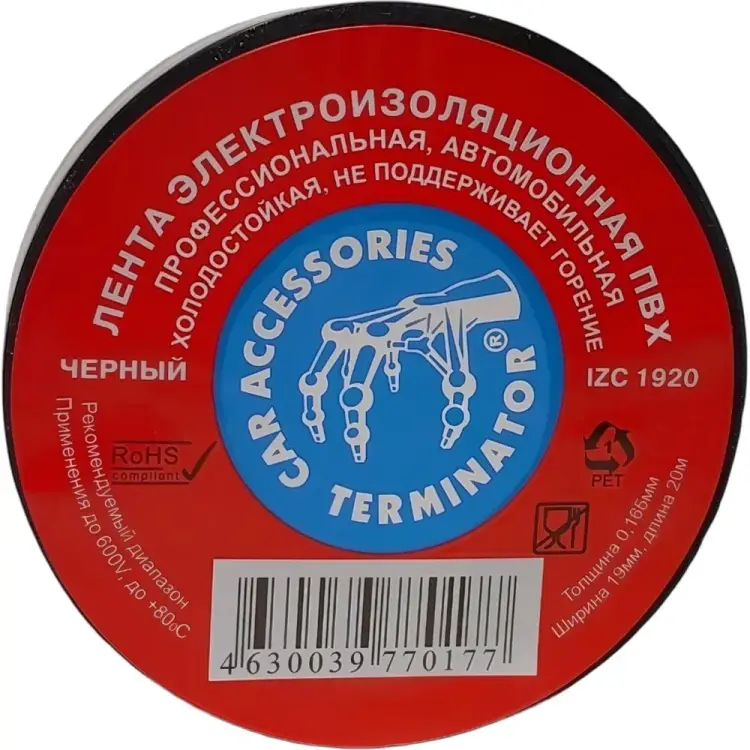 ЛЕНТА ЭЛЕКТРОИЗОЛЯЦИОННАЯ ПВХ
ПРОФЕССИОНАЛЬНАЯ, АВТОМОБИЛЬНАЯ
ХОЛОДОСТОЙКАЯ, НЕ ПОДДЕРЖИВАЕТ ГОРЕНИЕ
CAR ACCESSORIES
TERMINATOR ®
ЧЕРНЫЙ
IZC 1920
RoHS
compliant
1
PET
Рекомендуемый диапазон
Применения до 600V, до +80оС
Толщина 0,165мм
Ширина 19мм, длина 20м
4 630039 770177